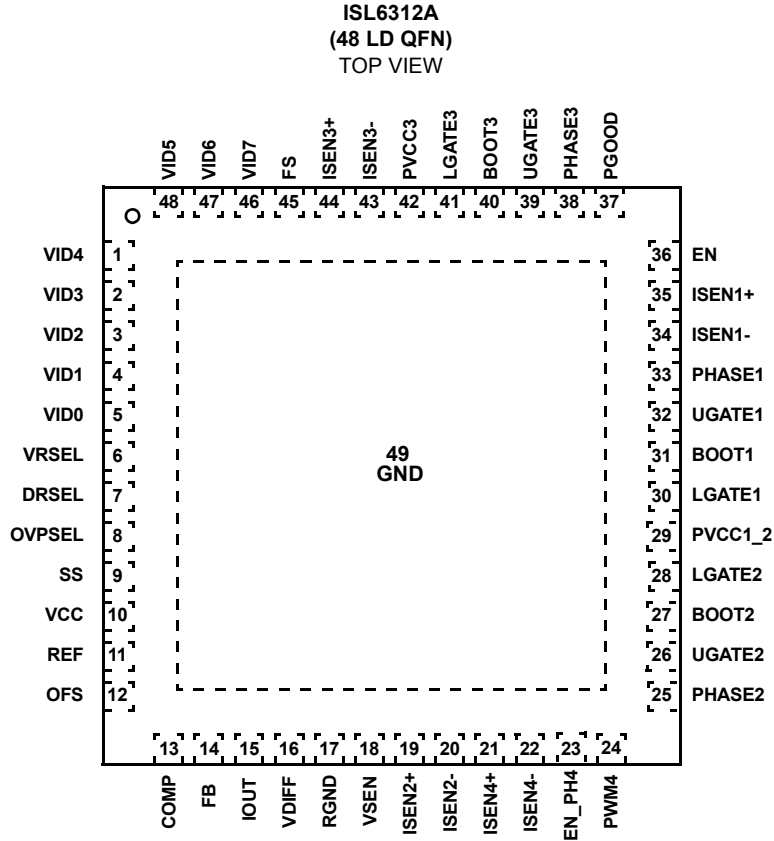 ISL6312A
(48 LD QFN)
TOP VIEW
VID5
VID6
VID7
FS
ISEN3+
ISEN3-
PVCC3
LGATE3
BOOT3
UGATE3
PHASE3
PGOOD
48 47 46 45 44 43 42 41 40 39 38 37
VID4 1
VID3 2
VID2 3
VID1 4
VID0 5
VRSEL 6
DRSEL 7
OVPSEL 8
SS 9
VCC 10
REF 11
OFS 12
49
GND
36 EN
35 ISEN1+
34 ISEN1-
33 PHASE1
32 UGATE1
31 BOOT1
30 LGATE1
29 PVCC1_2
28 LGATE2
27 BOOT2
26 UGATE2
25 PHASE2
13 14 15 16 17 18 19 20 21 22 23 24
COMP
FB
IOUT
VDIFF
RGND
VSEN
ISEN2+
ISEN2-
ISEN4+
ISEN4-
EN_PH4
PWM4